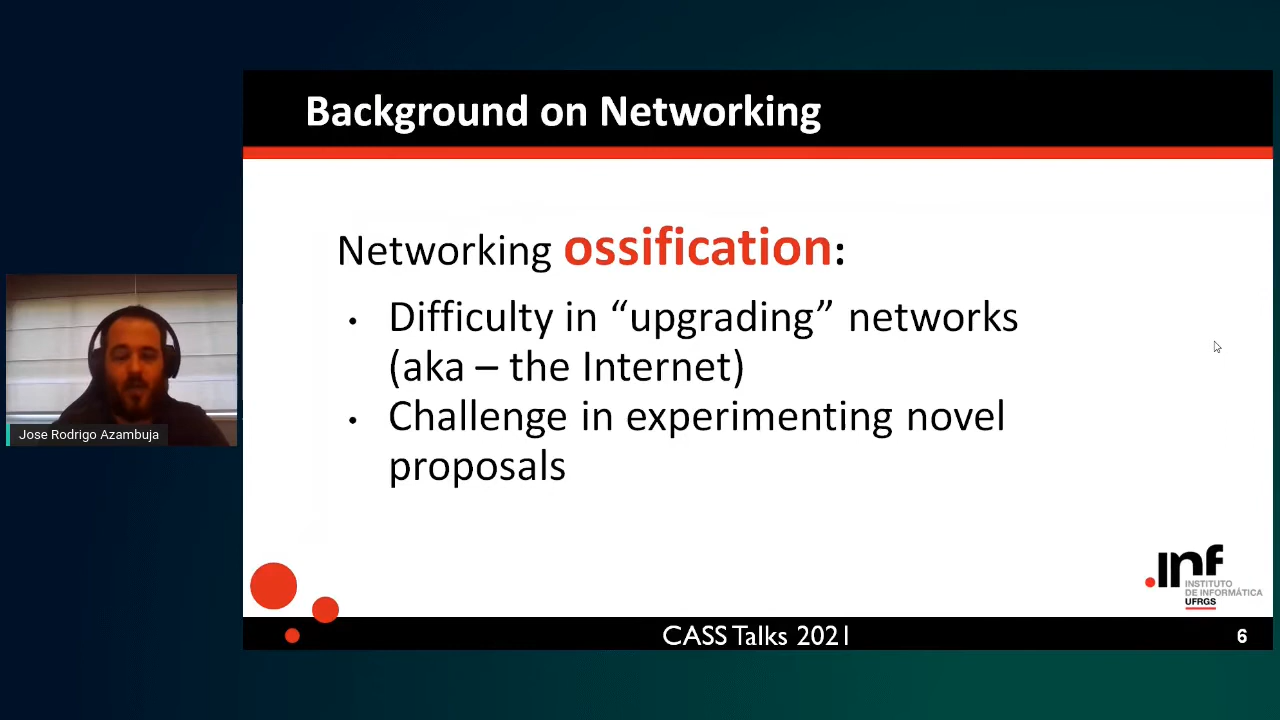 Background on Networking
Networking ossification:
• Difficulty in “upgrading” networks
(aka – the Internet)
• Challenge in experimenting novel
proposals
Jose Rodrigo Azambuja
.inf
INSTITUTO
DE INFORMÁTICA
UFRGS
CASS Talks 2021
6